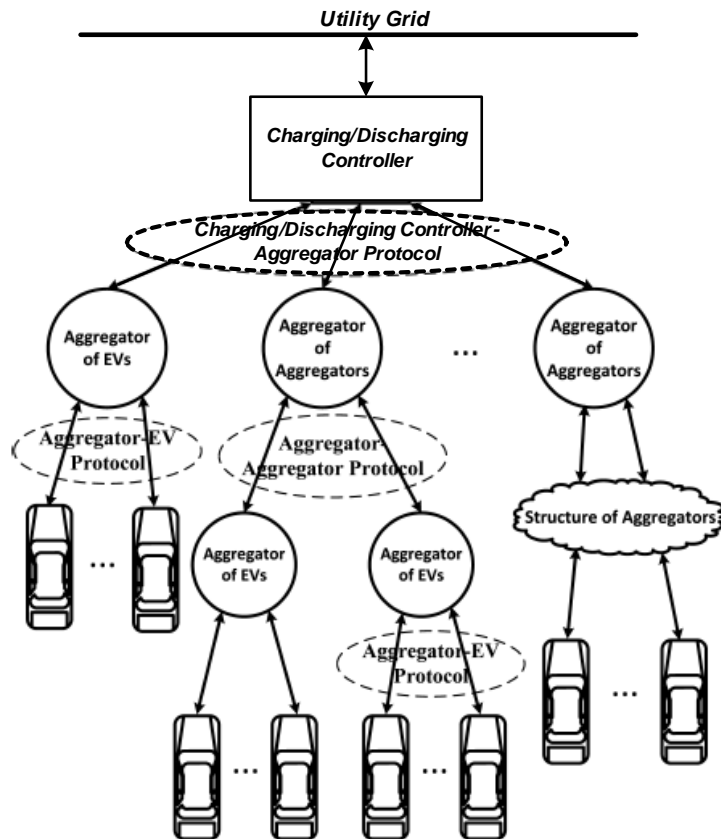 Utility Grid
Charging/Discharging
Controller
Charging/Discharging Controller-
Aggregator Protocol
Aggregator
of EVs
Aggregator
of
Aggregators
...
Aggregator
of
Aggregators
Aggregator-EV
Protocol
Aggregator-
Aggregator Protocol
Structure of Aggregators
...
Aggregator
of EVs
Aggregator
of EVs
Aggregator-EV
Protocol
...
...
...